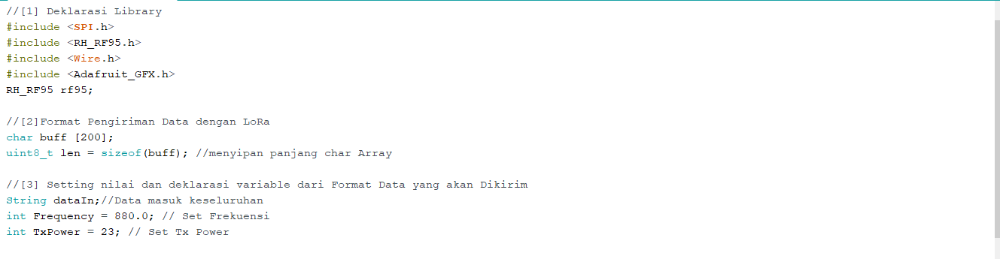 //[1] Deklarasi Library
#include <SPI.h>
#include <RH_RF95.h>
#include <Wire.h>
#include <Adafruit_GFX.h>
RH_RF95 rf95;
//[2]Format Pengiriman Data dengan LoRa
char buff [200];
uint8_t len = sizeof(buff); //menyipan panjang char Array
//[3] Setting nilai dan deklarasi variable dari Format Data yang akan Dikirim
String dataIn;//Data masuk keseluruhan
int Frequency = 880.0; // Set Frekuensi
int TxPower = 23; // Set Tx Power